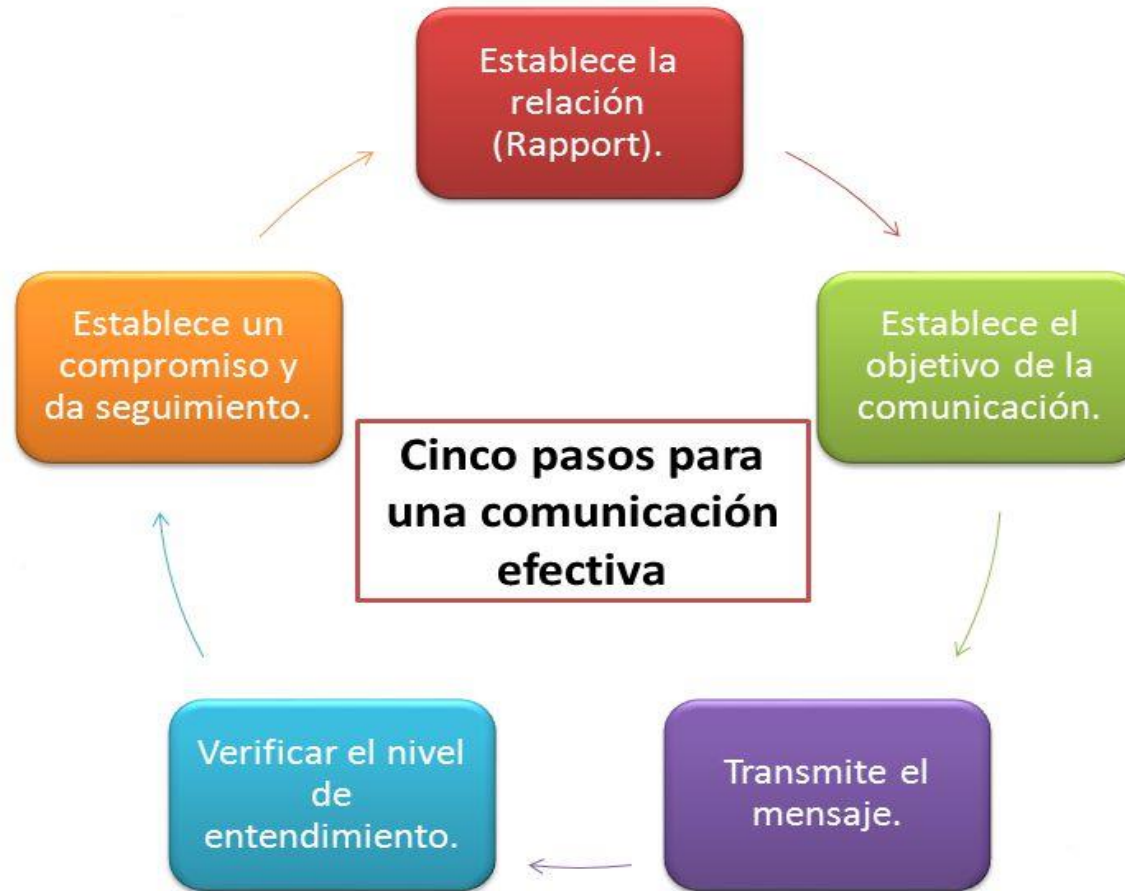 Establece la
relación
(Rapport).
Establece el
objetivo de la
comunicación.
Transmite el
mensaje.
Verificar el nivel
de
entendimiento.
Establece un
compromiso y
da seguimiento.
Cinco pasos para
una comunicación
efectiva